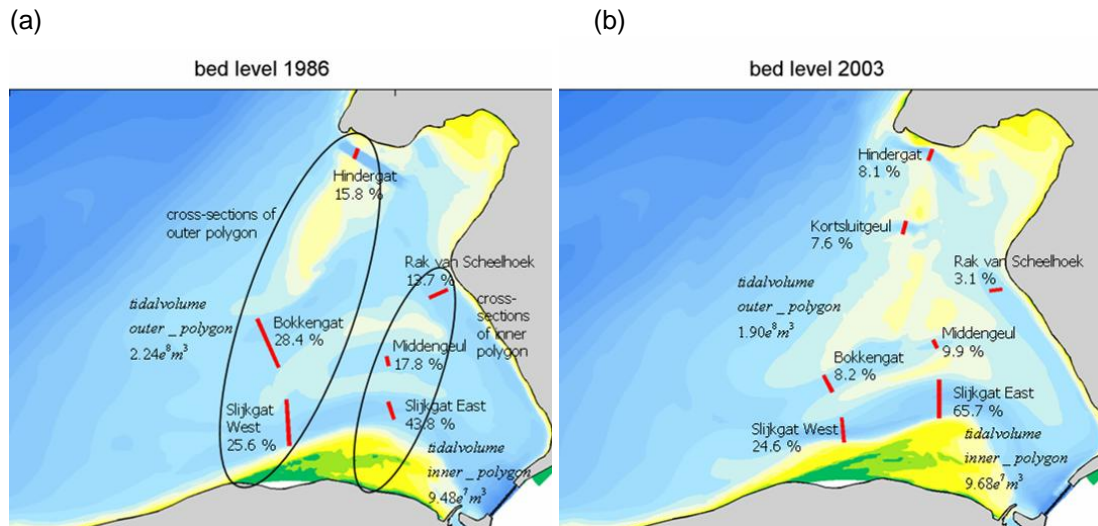 (a)
(b)
bed level 1986
Hindergat
15.8 %
cross-sections of
outer polygon
Rak van Scheelhoek
13.7 %
cross-
sections
of inner
polygon
tidalvolume
outer _ polygon
2.24e⁸m³
Bokkengat
28.4 %
Middengeul
17.8 %
Slijkgat
West
25.6 %
Slijkgat East
43.8 %
tidalvolume
inner_polygon
9.48e⁷m³
bed level 2003
Hindergat
8.1 %
Kortsluitgeul
7.6 %
Rak van Scheelhoek
3.1 %
tidalvolume
outer _ polygon
1.90e⁸m³
Middengeul
9.9 %
Bokkengat
8.2 %
Slijkgat East
65.7 %
Slijkgat West
24.6 %
tidalvolume
inner_polygon
9.68e⁷m³